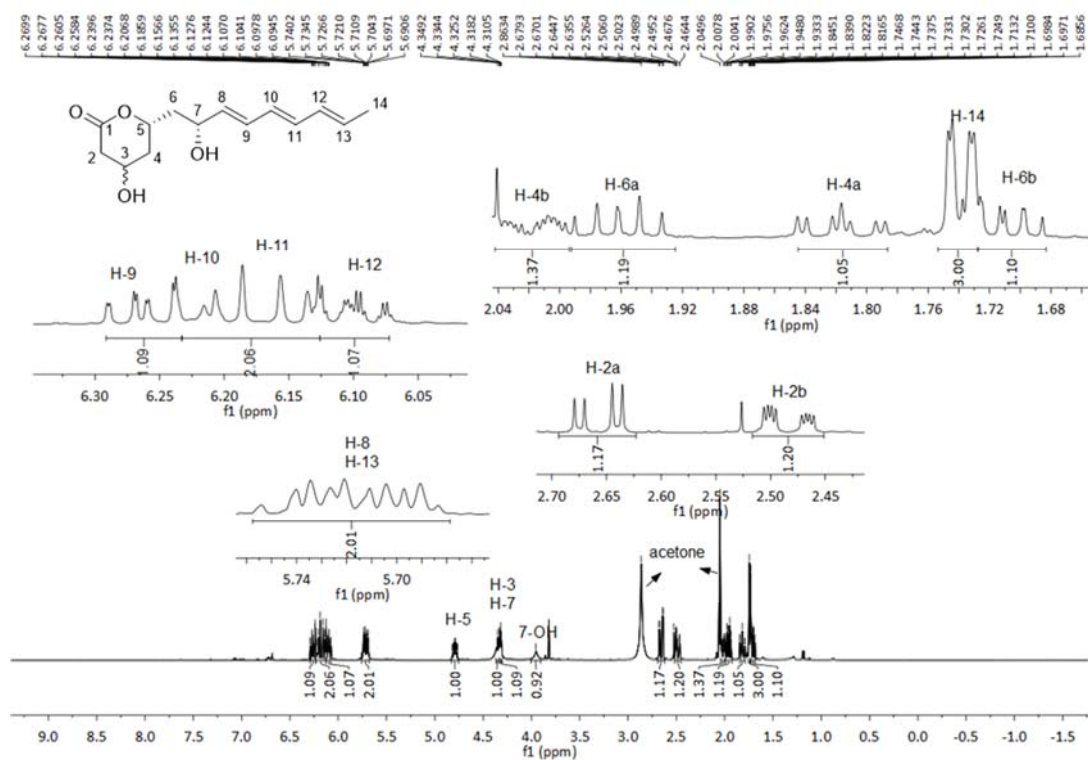 6.2699 6.2677 6.2605 6.2584 6.2396 6.2374 6.1859 6.1564 6.1355 6.1276 6.1244 6.1070 6.1041 6.0978 6.0945 5.7402 5.7345 5.7266 5.7210 5.7109 5.7043 5.6971 5.6906 4.3492 4.3344 4.3252 4.3182 4.3105 2.8634 2.6793 2.6701 2.6447 2.6355 2.5264 2.5060 2.5023 2.4989 2.4952 2.4676 2.4644 2.0496 2.0078 2.0041 1.9902 1.9756 1.9624 1.9480 1.9333 1.8451 1.8390 1.8223 1.8165 1.7468 1.7443 1.7375 1.7331 1.7302 1.7261 1.7249 1.7132 1.7100 1.6984 1.6971 1.6856
6 8 10 12 14
O 7
O 1 5 9 11 13
2 3 4 OH
OH
H-14
H-4b H-6a H-4a H-6b
1.37 1.19 1.05 3.00 1.10
2.04 2.00 1.96 1.92 1.88 1.84 1.80 1.76 1.72 1.68
f1 (ppm)
H-9 H-10 H-11 H-12
1.09 2.06 1.07
6.30 6.25 6.20 6.15 6.10 6.05
f1 (ppm)
H-2a H-2b
1.17 1.20
2.70 2.65 2.60 2.55 2.50 2.45
f1 (ppm)
H-8
H-13
2.01
5.74 5.70
f1 (ppm)
acetone
H-3
H-7
H-5
7-OH
1.09 2.06 1.07 2.01 1.00 1.00 1.09 0.92 1.17 1.20 1.37 1.19 1.05 3.00 1.10
9.0 8.5 8.0 7.5 7.0 6.5 6.0 5.5 5.0 4.5 4.0 3.5 3.0 2.5 2.0 1.5 1.0 0.5 0.0 -0.5 -1.0 -1.5
f1 (ppm)